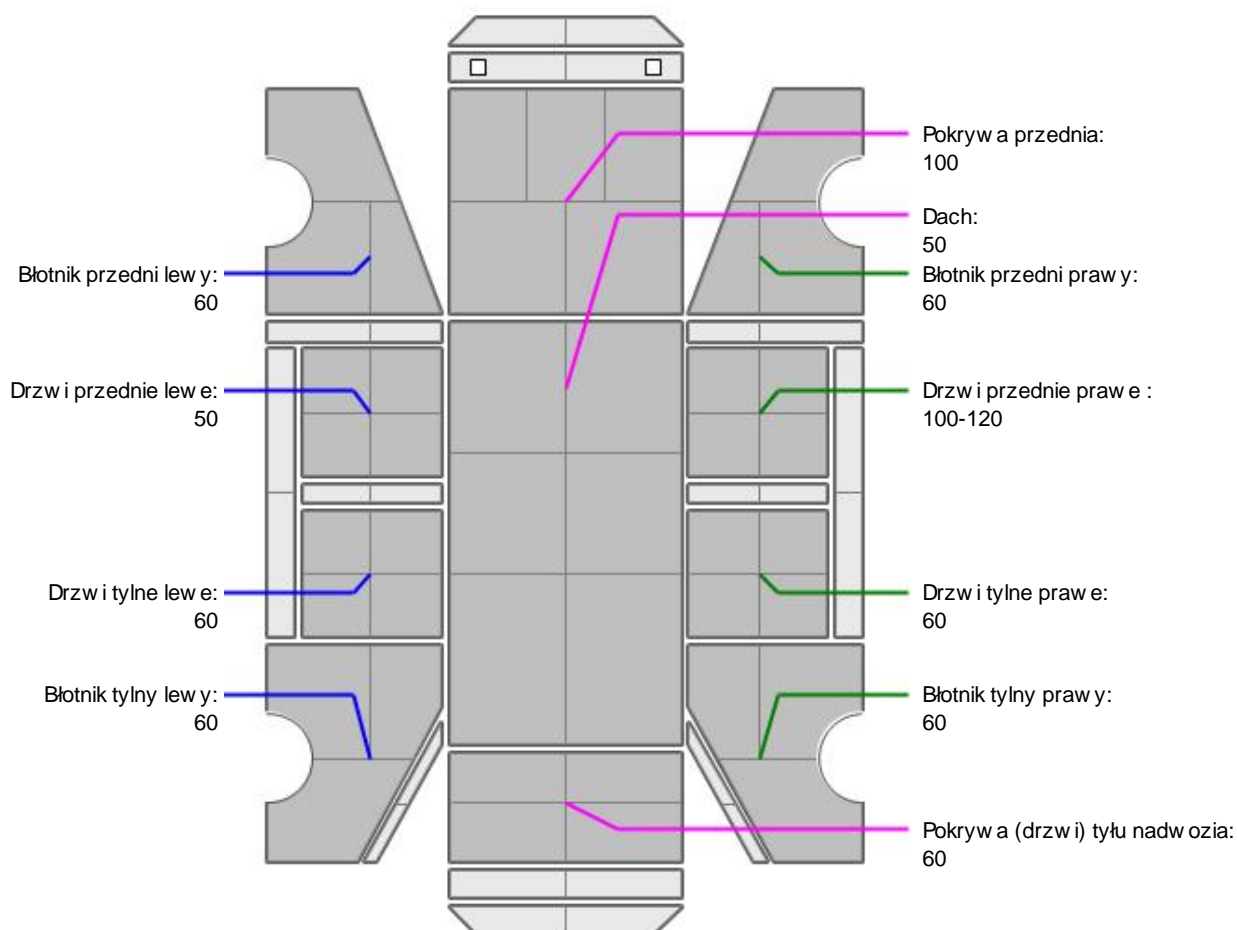 Pokrywa przednia:
100
Dach:
50
Błotnik przedni lewy:
60
Błotnik przedni prawy:
60
Drzwi przednie lewe:
50
Drzwi przednie prawe :
100-120
Drzwi tylne lewe:
60
Drzwi tylne prawe:
60
Błotnik tylny lewy:
60
Błotnik tylny prawy:
60
Pokrywa (drzwi) tyłu nadwozia:
60